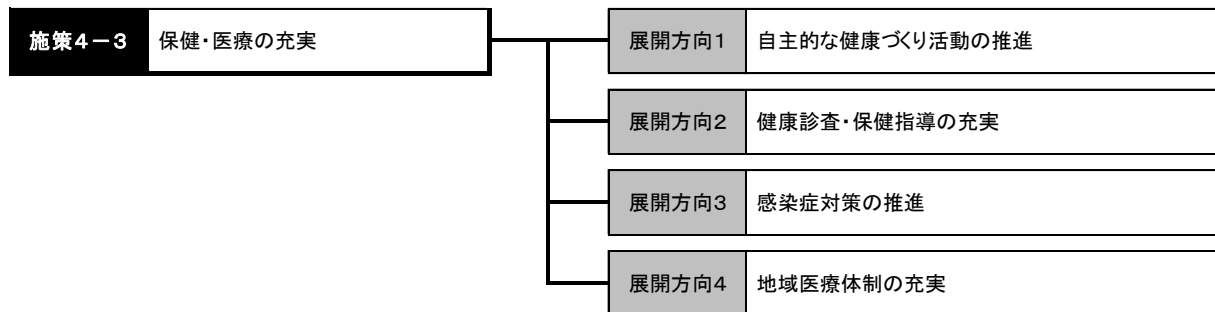 施策4－3 保健・医療の充実
展開方向1 自主的な健康づくり活動の推進
展開方向2 健康診査・保健指導の充実
展開方向3 感染症対策の推進
展開方向4 地域医療体制の充実